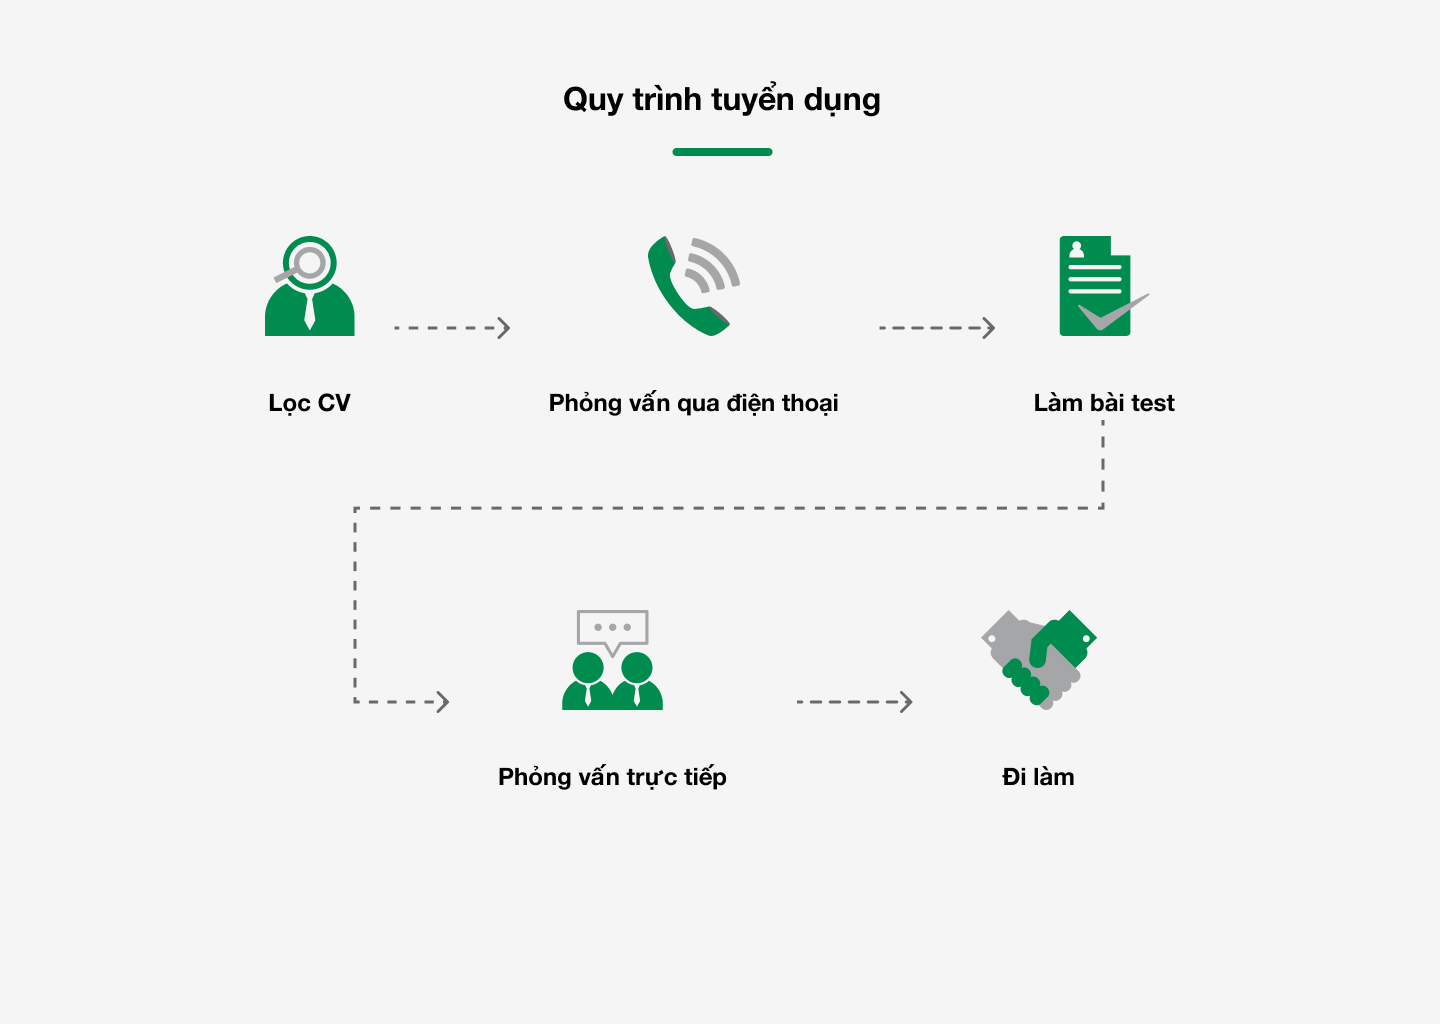 Quy trình tuyển dụng
Lọc CV
Phỏng vấn qua điện thoại
Làm bài test
Phỏng vấn trực tiếp
Đi làm